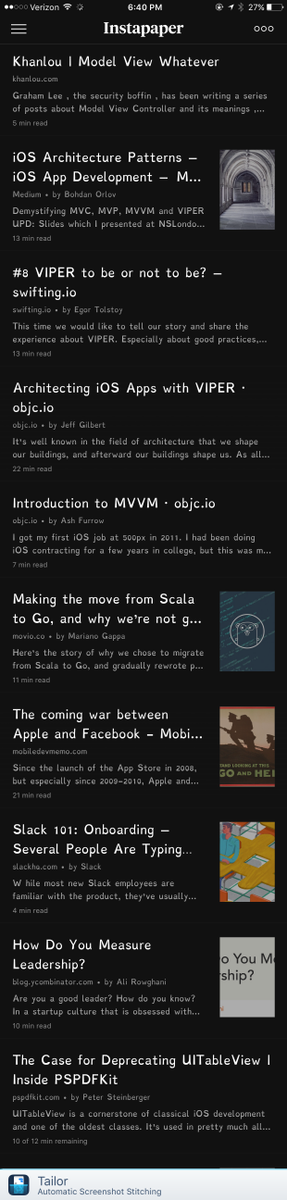 Verizon
6:40 PM
27%
Instapaper
Khanlou | Model View Whatever
khanlou.com
Graham Lee , the security boffin , has been writing a series
of posts about Model View Controller and its meanings ,...
5 min read
iOS Architecture Patterns –
iOS App Development – M...
Medium • by Bohdan Orlov
Demystifying MVC, MVP, MVVM and VIPER
UPD: Slides which I presented at NSLondo...
13 min read
#8 VIPER to be or not to be? –
swifting.io
swifting.io • by Egor Tolstoy
This time we would like to tell our story and share the
experience about VIPER. Especially about good practices,...
13 min read
Architecting iOS Apps with VIPER ·
objc.io
objc.io • by Jeff Gilbert
It's well known in the field of architecture that we shape
our buildings, and afterward our buildings shape us. As all...
22 min read
Introduction to MVVM · objc.io
objc.io • by Ash Furrow
I got my first iOS job at 500px in 2011. I had been doing
iOS contracting for a few years in college, but this was m...
7 min read
Making the move from Scala
to Go, and why we're not g...
movio.co • by Mariano Gappa
Here's the story of why we chose to migrate
from Scala to Go, and gradually rewrote p...
11 min read
The coming war between
Apple and Facebook – Mobi...
mobiledevmemo.com
Since the launch of the App Store in 2008,
but especially since 2009-2010, Apple and...
21 min read
GO AND HE
Slack 101: Onboarding –
Several People Are Typing...
slackhq.com • by Slack
W hile most new Slack employees are
familiar with the product, they've usually...
4 min read
How Do You Measure
Leadership?
blog.ycombinator.com • by Ali Rowghani
Are you a good leader? How do you know?
In a startup culture that is obsessed with...
10 min read
o You M
ship?
The Case for Deprecating UITableView |
Inside PSPDFKit
pspdfkit.com • by Peter Steinberger
UITableView is a cornerstone of classical iOS development
and one of the oldest classes. It's used in pretty much all...
10 of 12 min remaining
Tailor
Automatic Screenshot Stitching